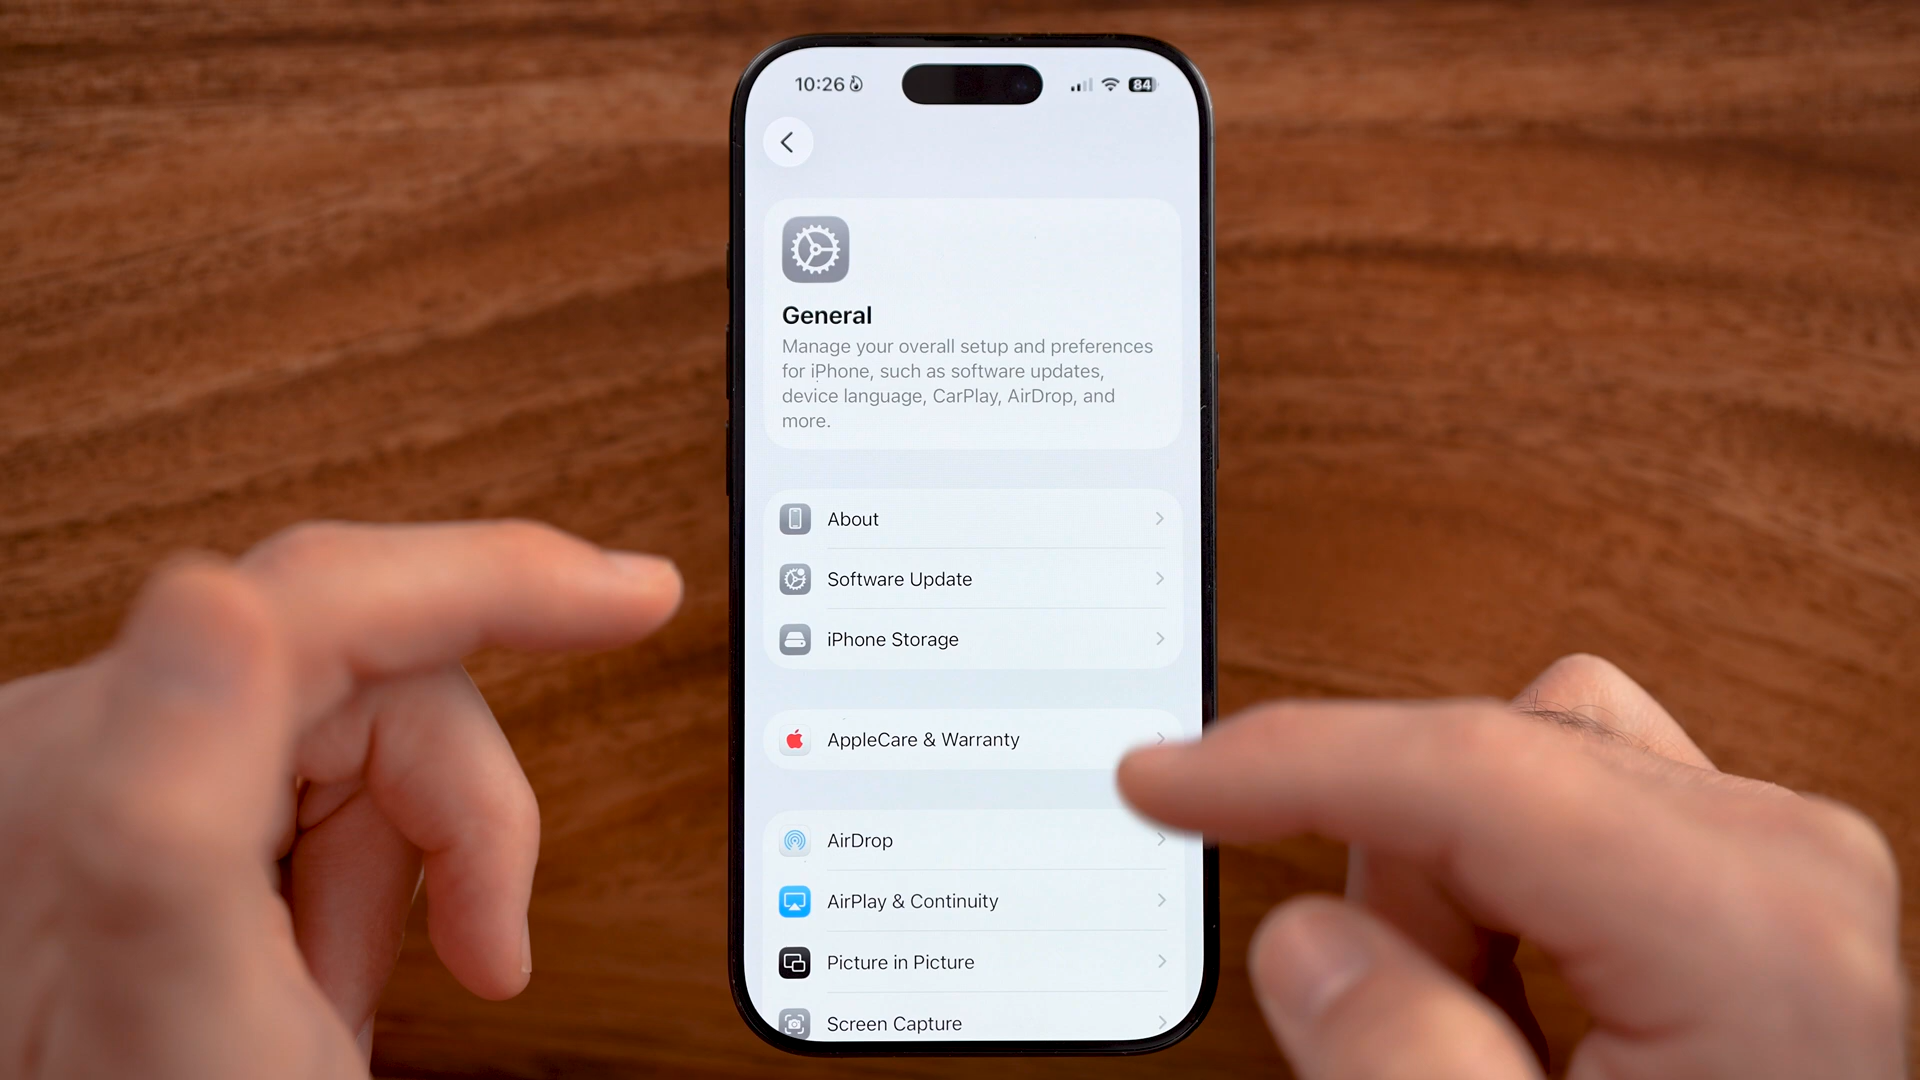 10:26
84
General
Manage your overall setup and preferences
for iPhone, such as software updates,
device language, CarPlay, AirDrop, and
more.
About
Software Update
iPhone Storage
AppleCare & Warranty
AirDrop
AirPlay & Continuity
Picture in Picture
Screen Capture